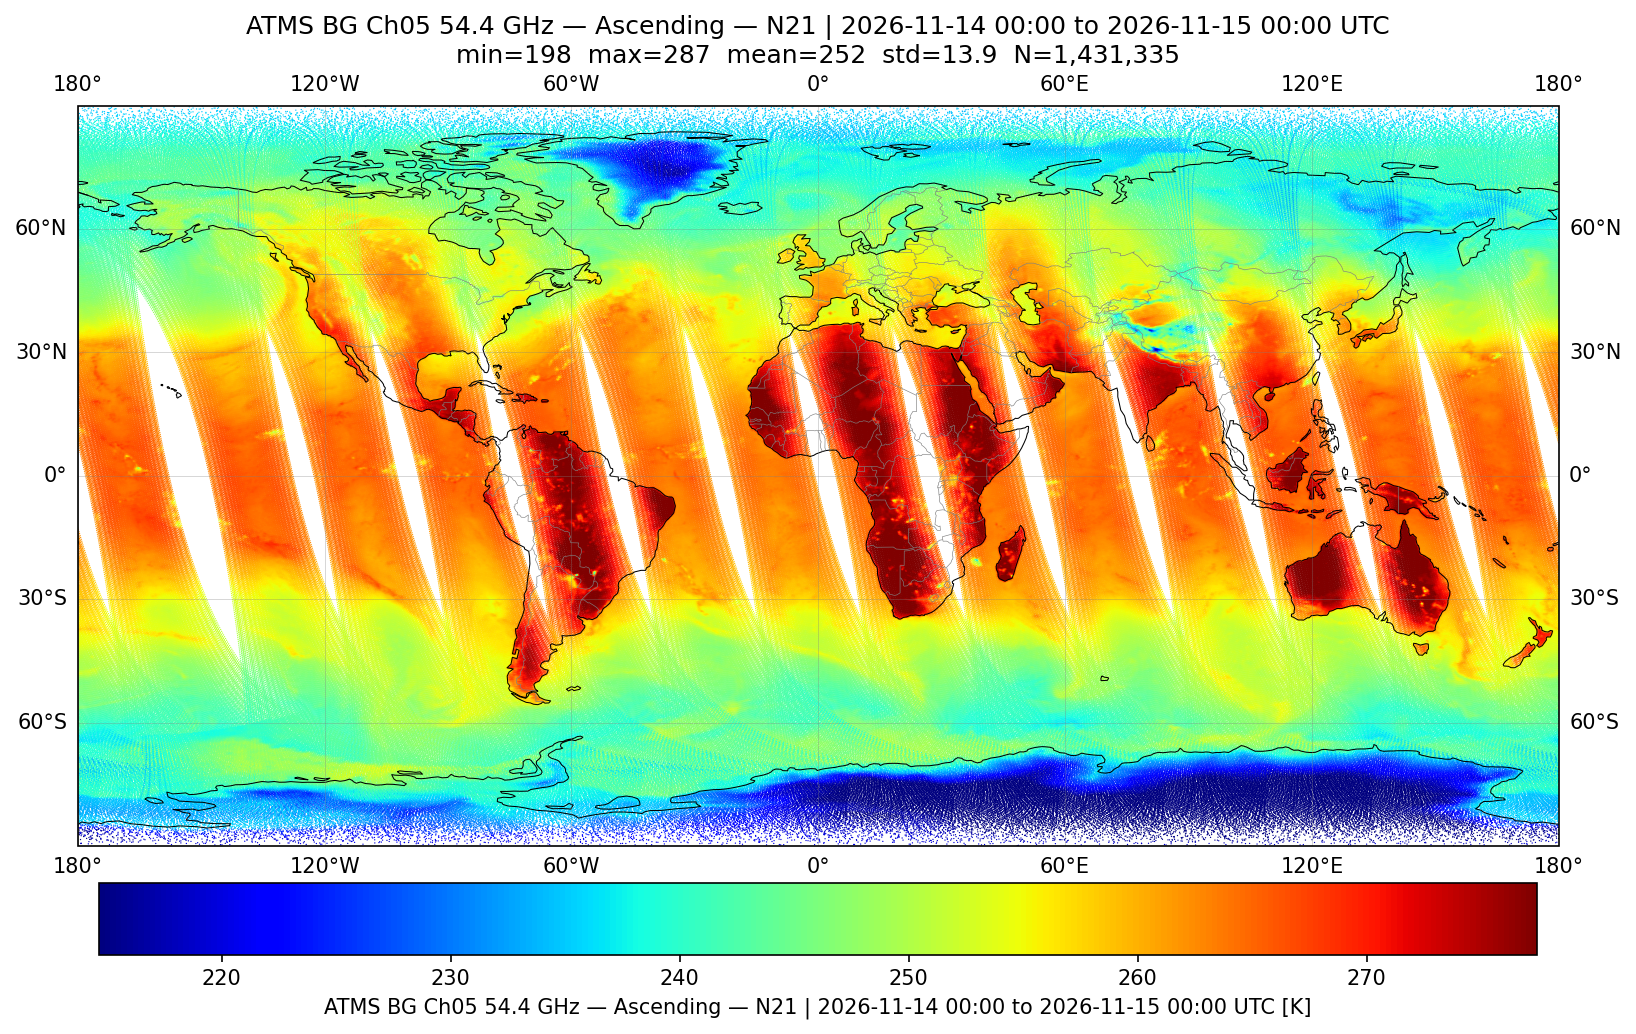 ATMS BG Ch05 54.4 GHz — Ascending — N21 | 2026-11-14 00:00 to 2026-11-15 00:00 UTC
min=198  max=287  mean=252  std=13.9  N=1,431,335
180° 120°W 60°W 0° 60°E 120°E 180°
60°N 60°N
30°N 30°N
0° 0°
30°S 30°S
60°S 60°S
180° 120°W 60°W 0° 60°E 120°E 180°
220 230 240 250 260 270
ATMS BG Ch05 54.4 GHz — Ascending — N21 | 2026-11-14 00:00 to 2026-11-15 00:00 UTC [K]